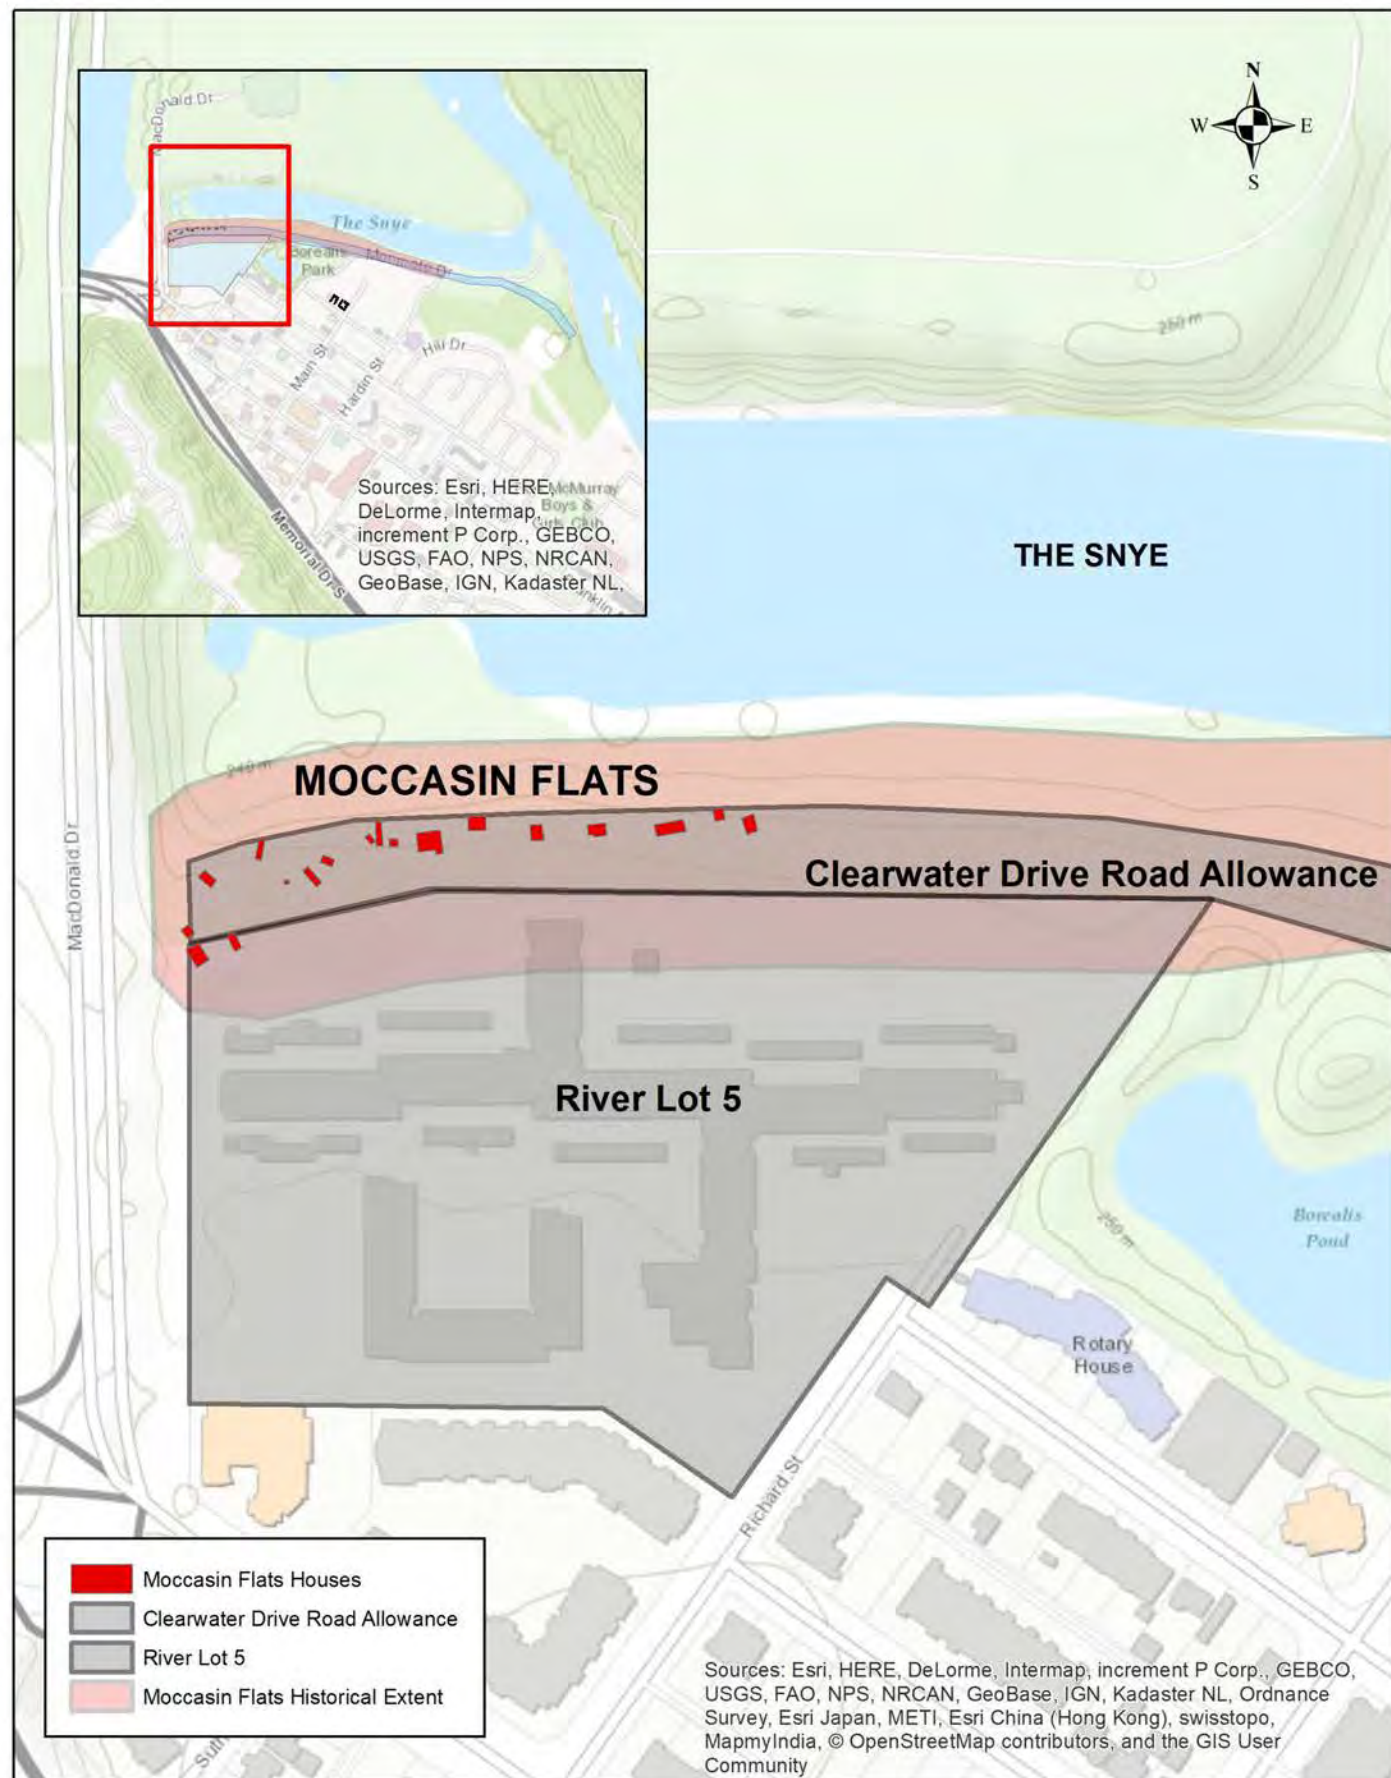 N
W E
S
MacDonald Dr
The Snye
Borealis
Park
Main St
Hardin St
Hill Dr
McMurray
Boys &
Girls Club
Memorial Dr S
Sources: Esri, HERE,
DeLorme, Intermap,
increment P Corp., GEBCO,
USGS, FAO, NPS, NRCAN,
GeoBase, IGN, Kadaster NL,
250 m
THE SNYE
240 m
MOCCASIN FLATS
Clearwater Drive Road Allowance
MacDonald Dr
River Lot 5
250 m
Borealis
Pond
Rotary
House
Richard St
Moccasin Flats Houses
Clearwater Drive Road Allowance
River Lot 5
Moccasin Flats Historical Extent
Sources: Esri, HERE, DeLorme, Intermap, increment P Corp., GEBCO,
USGS, FAO, NPS, NRCAN, GeoBase, IGN, Kadaster NL, Ordnance
Survey, Esri Japan, METI, Esri China (Hong Kong), swisstopo,
MapmyIndia, © OpenStreetMap contributors, and the GIS User
Community